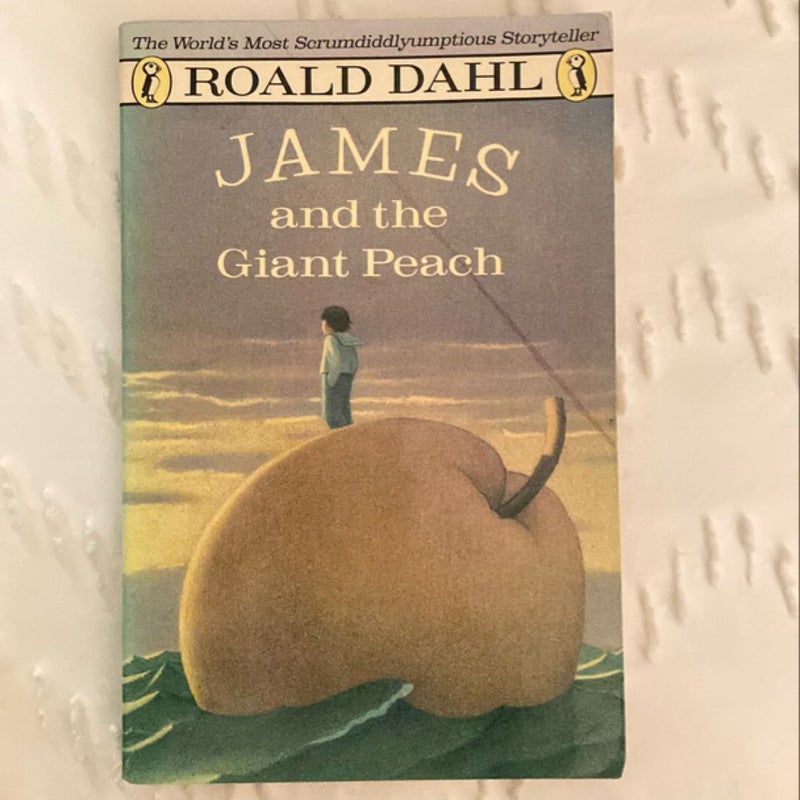 The World's Most Scrumdiddlyumptious Storyteller
ROALD DAHL
JAMES
and the
Giant Peach